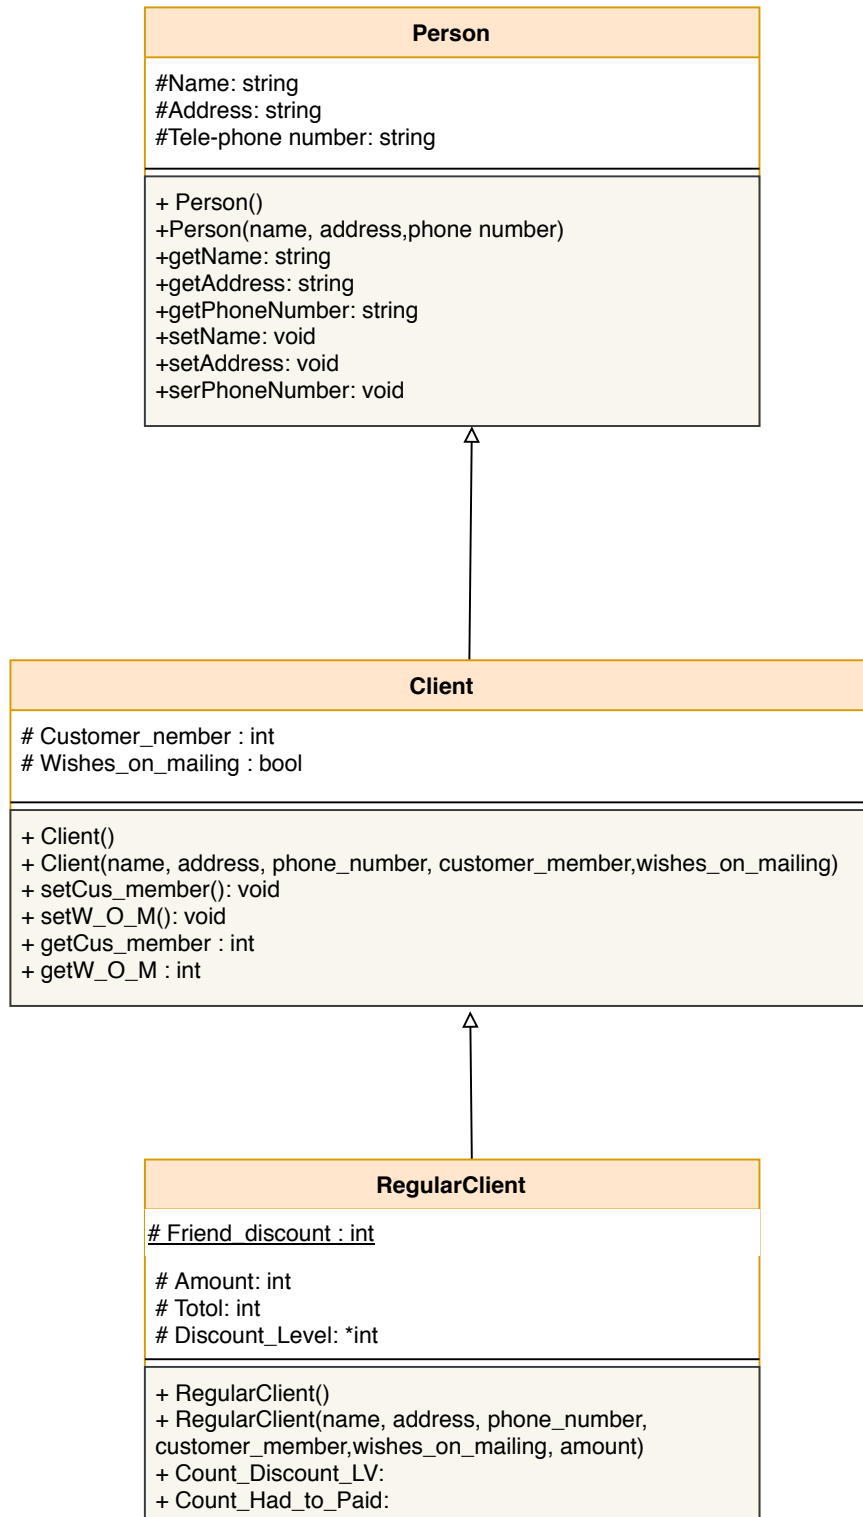 Person
#Name: string
#Address: string
#Tele-phone number: string
+ Person()
+Person(name, address,phone number)
+getName: string
+getAddress: string
+getPhoneNumber: string
+setName: void
+setAddress: void
+serPhoneNumber: void
Client
# Customer_nember : int
# Wishes_on_mailing : bool
+ Client()
+ Client(name, address, phone_number, customer_member,wishes_on_mailing)
+ setCus_member(): void
+ setW_O_M(): void
+ getCus_member : int
+ getW_O_M : int
RegularClient
# Friend_discount : int
# Amount: int
# Totol: int
# Discount_Level: *int
+ RegularClient()
+ RegularClient(name, address, phone_number,
customer_member,wishes_on_mailing, amount)
+ Count_Discount_LV:
+ Count_Had_to_Paid: